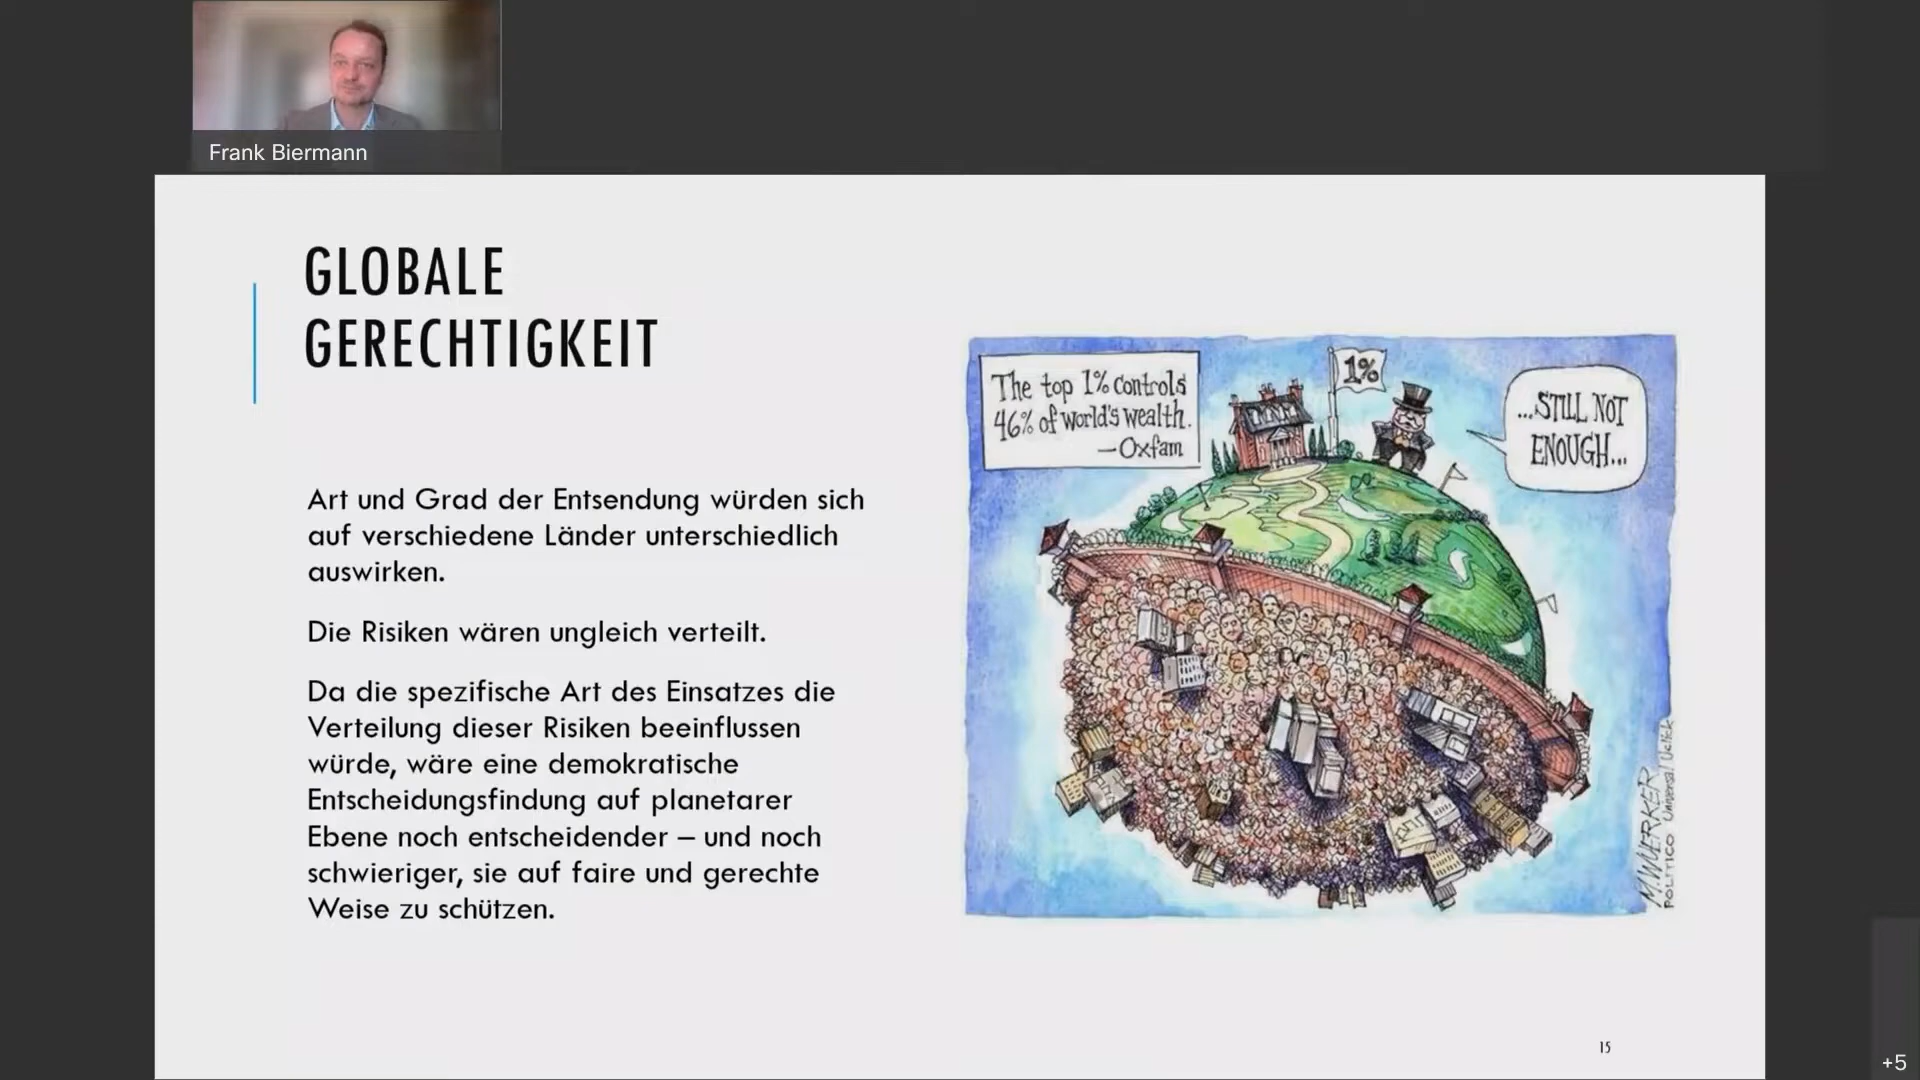 Frank Biermann
GLOBALE
GERECHTIGKEIT
Art und Grad der Entsendung würden sich
auf verschiedene Länder unterschiedlich
auswirken.
Die Risiken wären ungleich verteilt.
Da die spezifische Art des Einsatzes die
Verteilung dieser Risiken beeinflussen
würde, wäre eine demokratische
Entscheidungsfindung auf planetarer
Ebene noch entscheidender – und noch
schwieriger, sie auf faire und gerechte
Weise zu schützen.
The top 1% controls
46% of world's wealth.
—Oxfam
1%
...STILL NOT
ENOUGH...
M.WUERKER
POLITICO Universal Uclick
15
+5